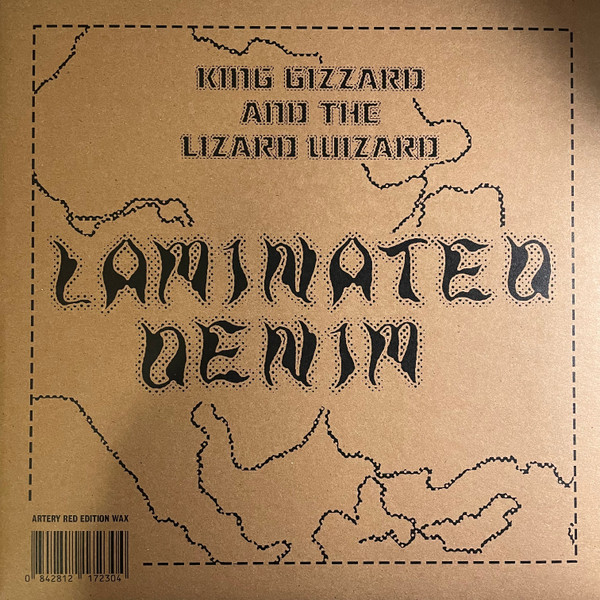 KING GIZZARD
AND THE
LIZARD WIZARD
LAMINATED
DENIM
ARTERY RED EDITION WAX
0 842812 172304